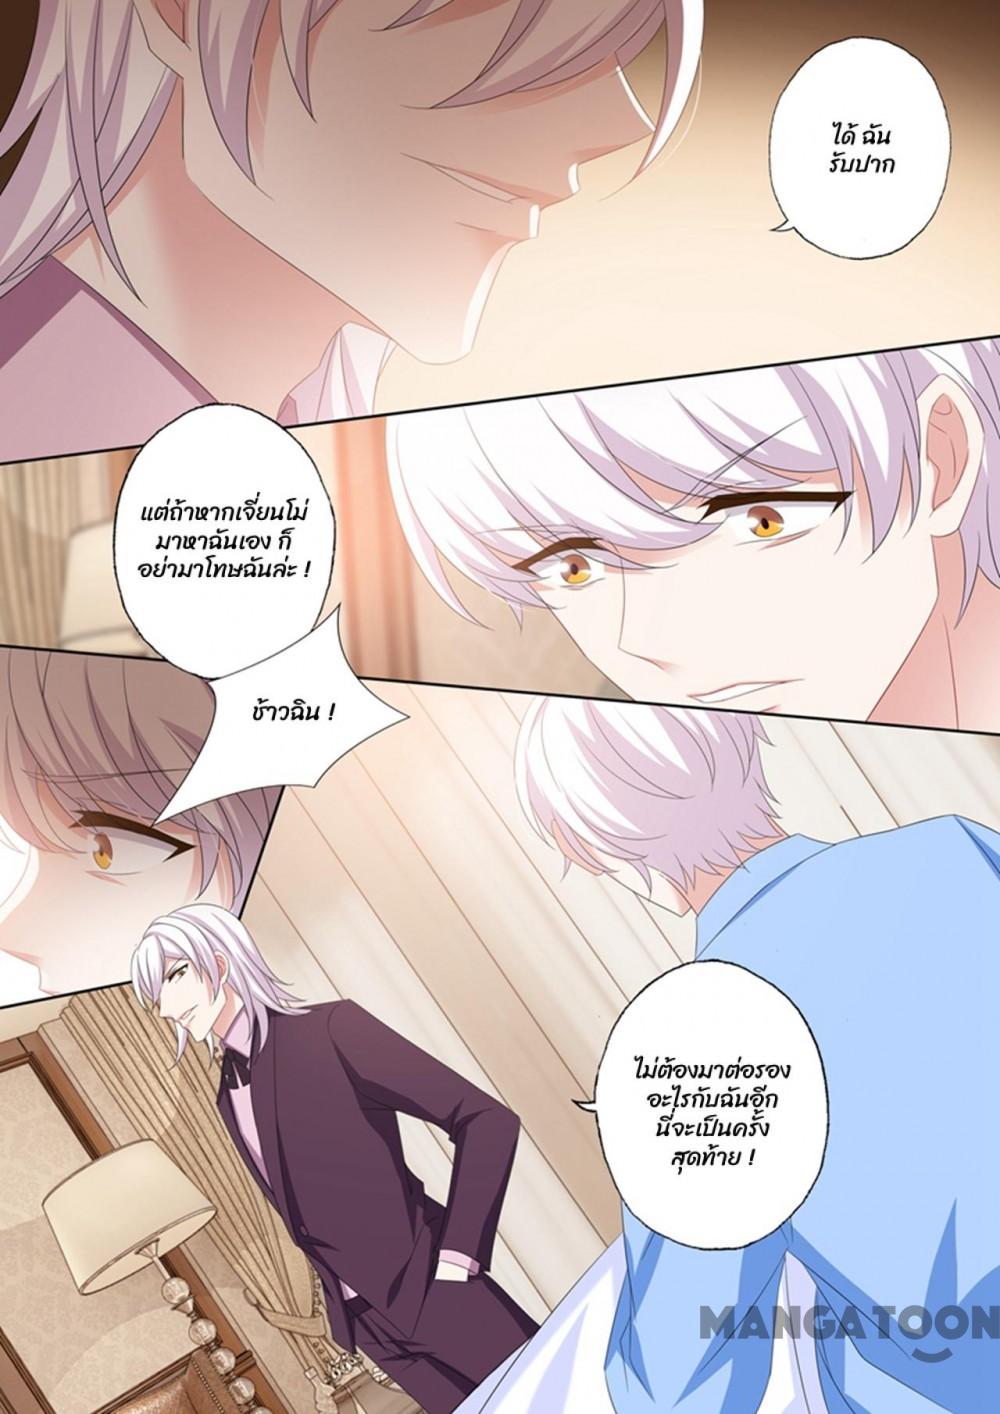 ได้ ฉัน
รับปาก
แต่ถ้าหากเจี่ยนโม่
มาหาฉันเอง ก็
อย่ามาโทษฉันล่ะ !
ช้าวฉิน !
ไม่ต้องมาต่อรอง
อะไรกับฉันอีก
นี่จะเป็นครั้ง
สุดท้าย !
MANGATOON